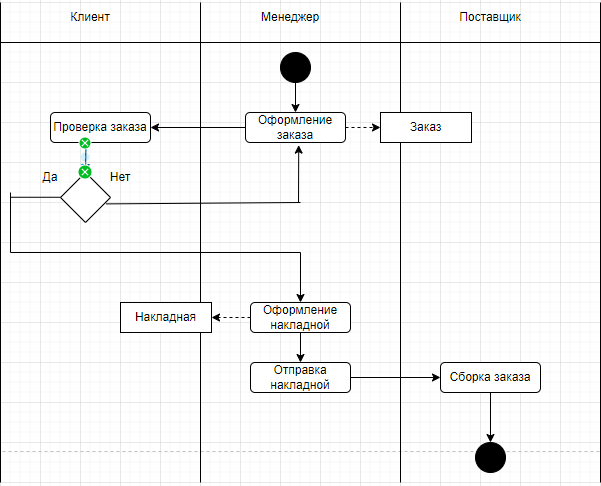 Клиент
Менеджер
Поставщик
Проверка заказа
Оформление
заказа
Заказ
Да
Нет
Накладная
Оформление
накладной
Отправка
накладной
Сборка заказа